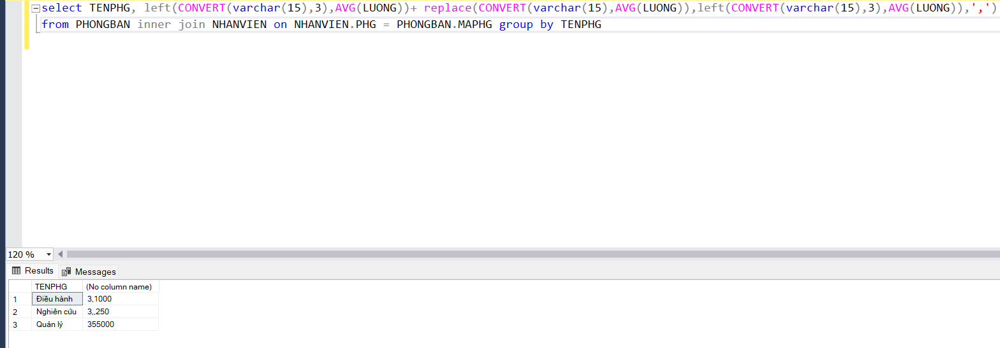 select TENPHG, left(CONVERT(varchar(15),3),AVG(LUONG))+ replace(CONVERT(varchar(15),AVG(LUONG)),left(CONVERT(varchar(15),3),AVG(LUONG)),',')
from PHONGBAN inner join NHANVIEN on NHANVIEN.PHG = PHONGBAN.MAPHG group by TENPHG
120 %
Results Messages
TENPHG (No column name)
1 Điều hành 3,1000
2 Nghiên cứu 3,,250
3 Quản lý 355000